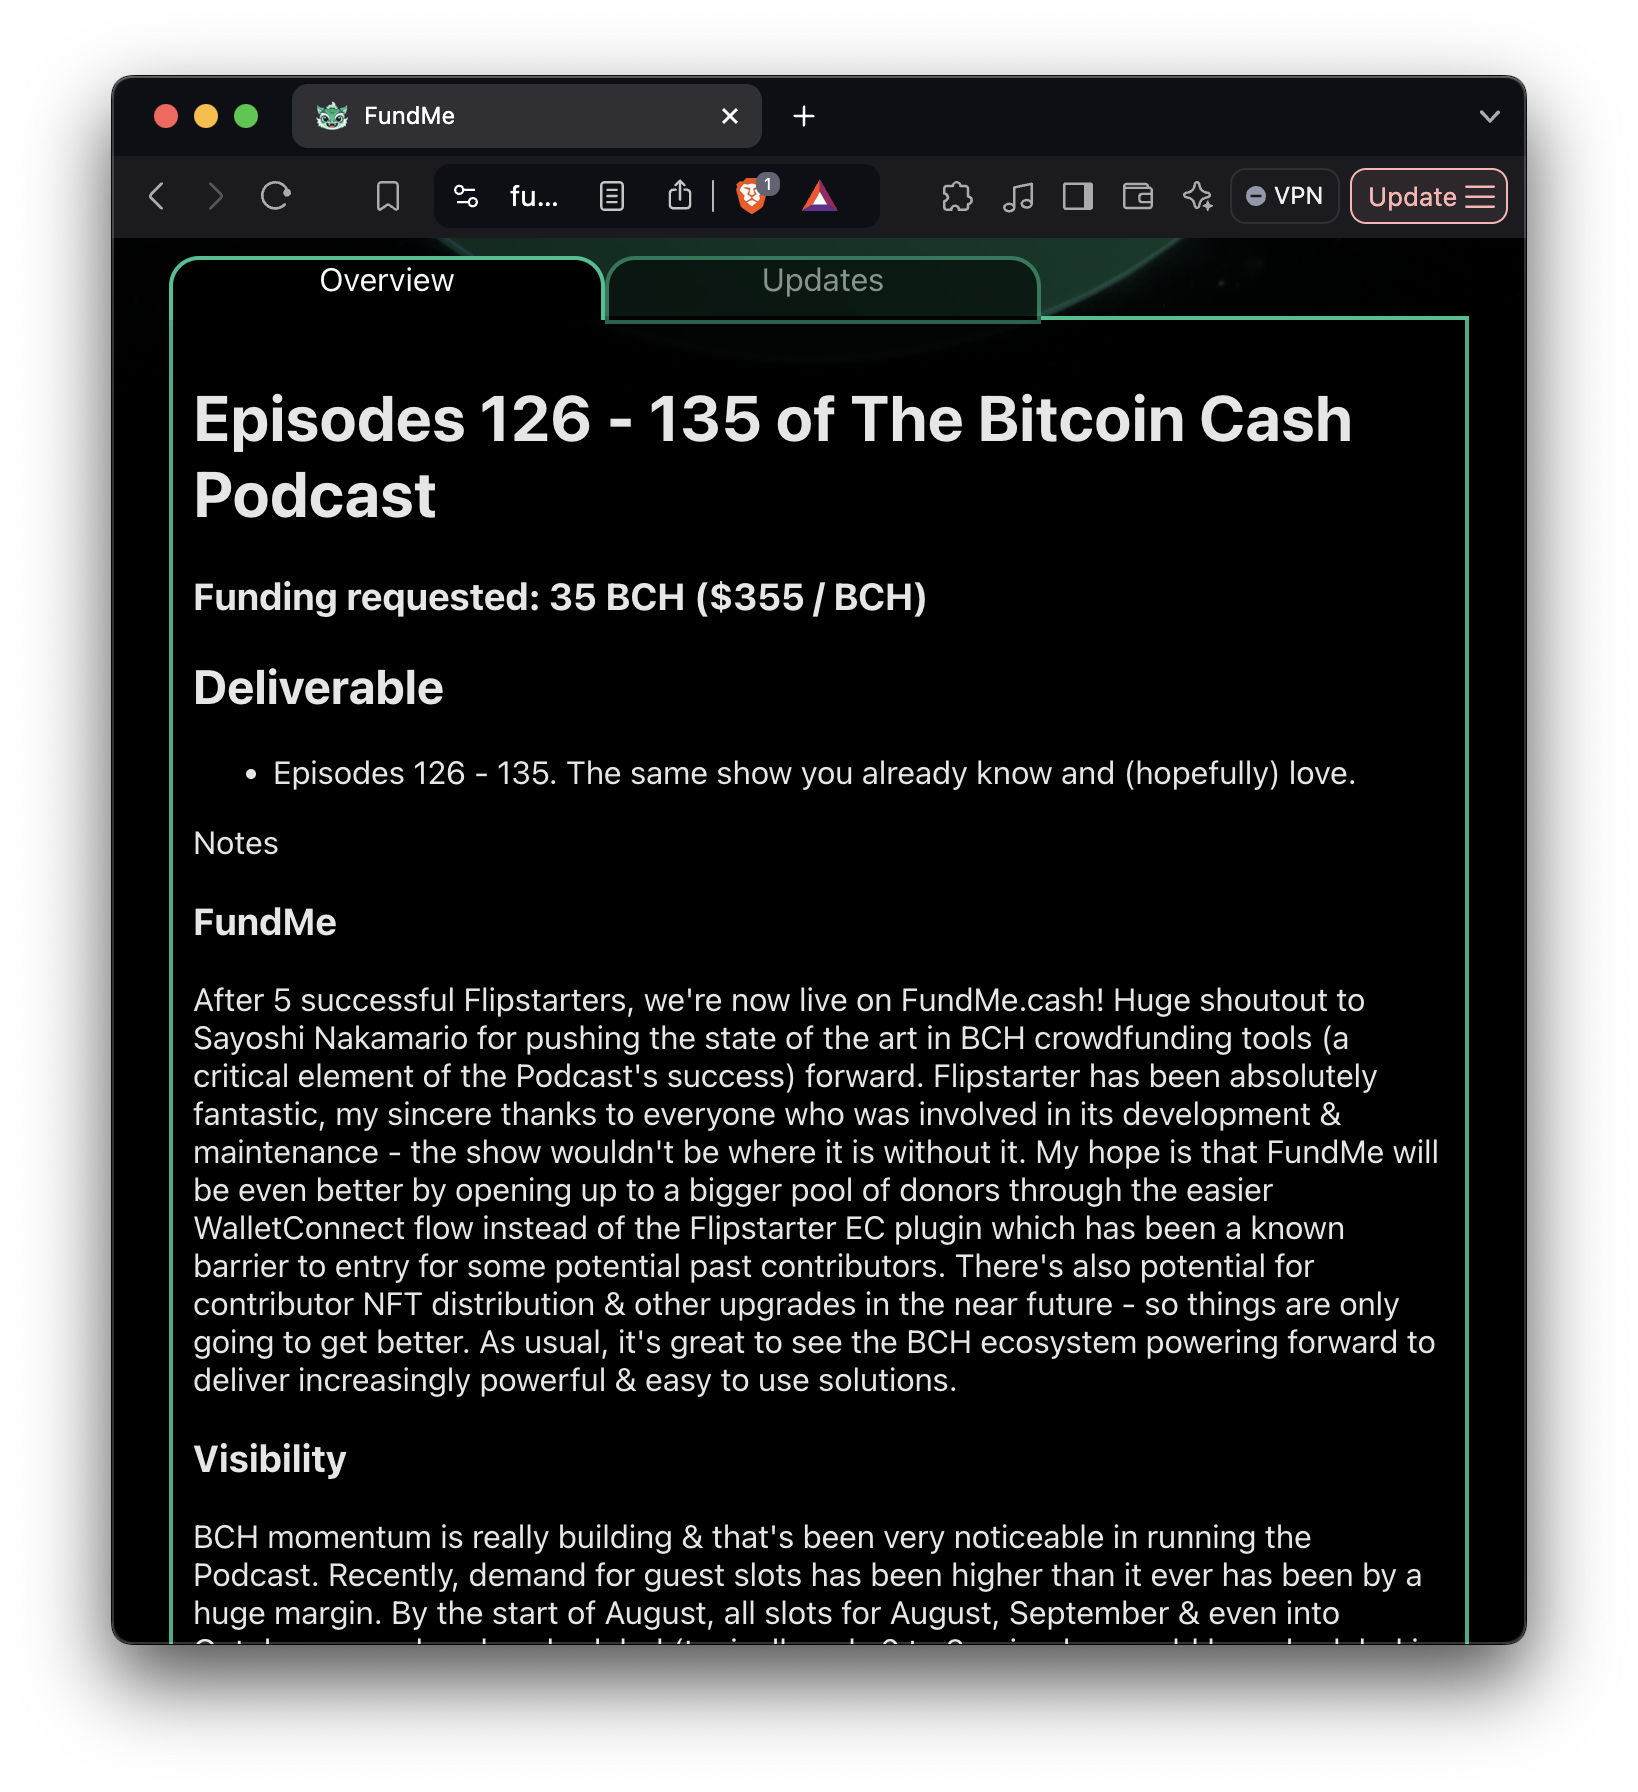 FundMe
fu...
1
VPN
Update
Overview
Updates
Episodes 126 - 135 of The Bitcoin Cash
Podcast
Funding requested: 35 BCH ($355 / BCH)
Deliverable
• Episodes 126 - 135. The same show you already know and (hopefully) love.
Notes
FundMe
After 5 successful Flipstarters, we're now live on FundMe.cash! Huge shoutout to
Sayoshi Nakamario for pushing the state of the art in BCH crowdfunding tools (a
critical element of the Podcast's success) forward. Flipstarter has been absolutely
fantastic, my sincere thanks to everyone who was involved in its development &
maintenance - the show wouldn't be where it is without it. My hope is that FundMe will
be even better by opening up to a bigger pool of donors through the easier
WalletConnect flow instead of the Flipstarter EC plugin which has been a known
barrier to entry for some potential past contributors. There's also potential for
contributor NFT distribution & other upgrades in the near future - so things are only
going to get better. As usual, it's great to see the BCH ecosystem powering forward to
deliver increasingly powerful & easy to use solutions.
Visibility
BCH momentum is really building & that's been very noticeable in running the
Podcast. Recently, demand for guest slots has been higher than it ever has been by a
huge margin. By the start of August, all slots for August, September & even into